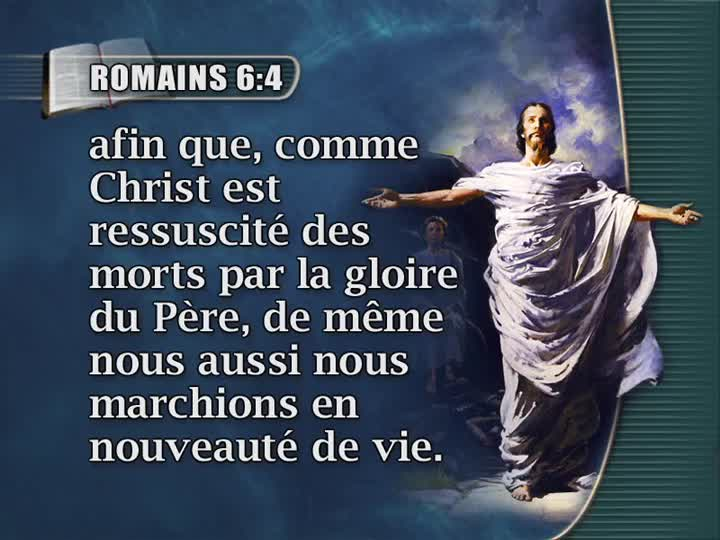 ROMAINS 6:4
afin que, comme
Christ est
ressuscité des
morts par la gloire
du Père, de même
nous aussi nous
marchions en
nouveauté de vie.